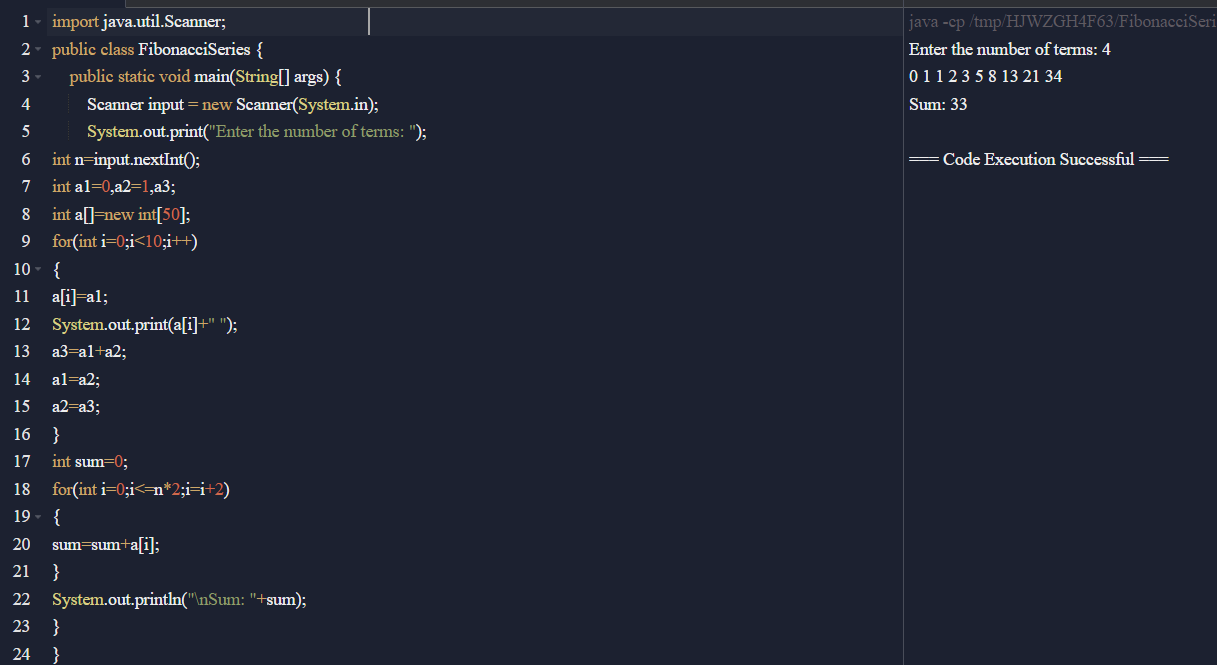 1 import java.util.Scanner;
2 public class FibonacciSeries {
3 public static void main(String[] args) {
4 Scanner input = new Scanner(System.in);
5 System.out.print("Enter the number of terms: ");
6 int n=input.nextInt();
7 int a1=0,a2=1,a3;
8 int a[]=new int[50];
9 for(int i=0;i<10;i++)
10 {
11 a[i]=a1;
12 System.out.print(a[i]+" ");
13 a3=a1+a2;
14 a1=a2;
15 a2=a3;
16 }
17 int sum=0;
18 for(int i=0;i<=n*2;i=i+2)
19 {
20 sum=sum+a[i];
21 }
22 System.out.println("\nSum: "+sum);
23 }
24 }
java -cp /tmp/HJWZGH4F63/FibonacciSeri
Enter the number of terms: 4
0 1 1 2 3 5 8 13 21 34
Sum: 33
=== Code Execution Successful ===